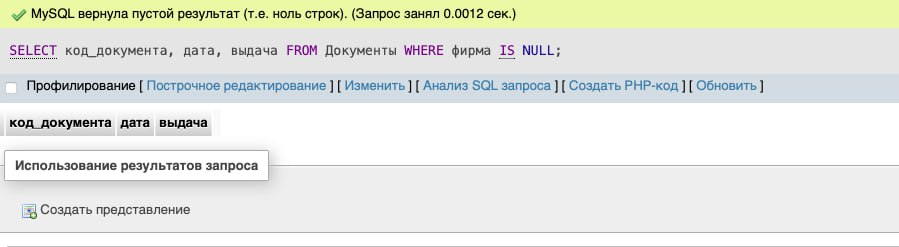 MySQL вернула пустой результат (т.е. ноль строк). (Запрос занял 0.0012 сек.)
SELECT код_документа, дата, выдача FROM Документы WHERE фирма IS NULL;
Профилирование [ Построчное редактирование ] [ Изменить ] [ Анализ SQL запроса ] [ Создать PHP-код ] [ Обновить ]
код_документа дата выдача
Использование результатов запроса
Создать представление